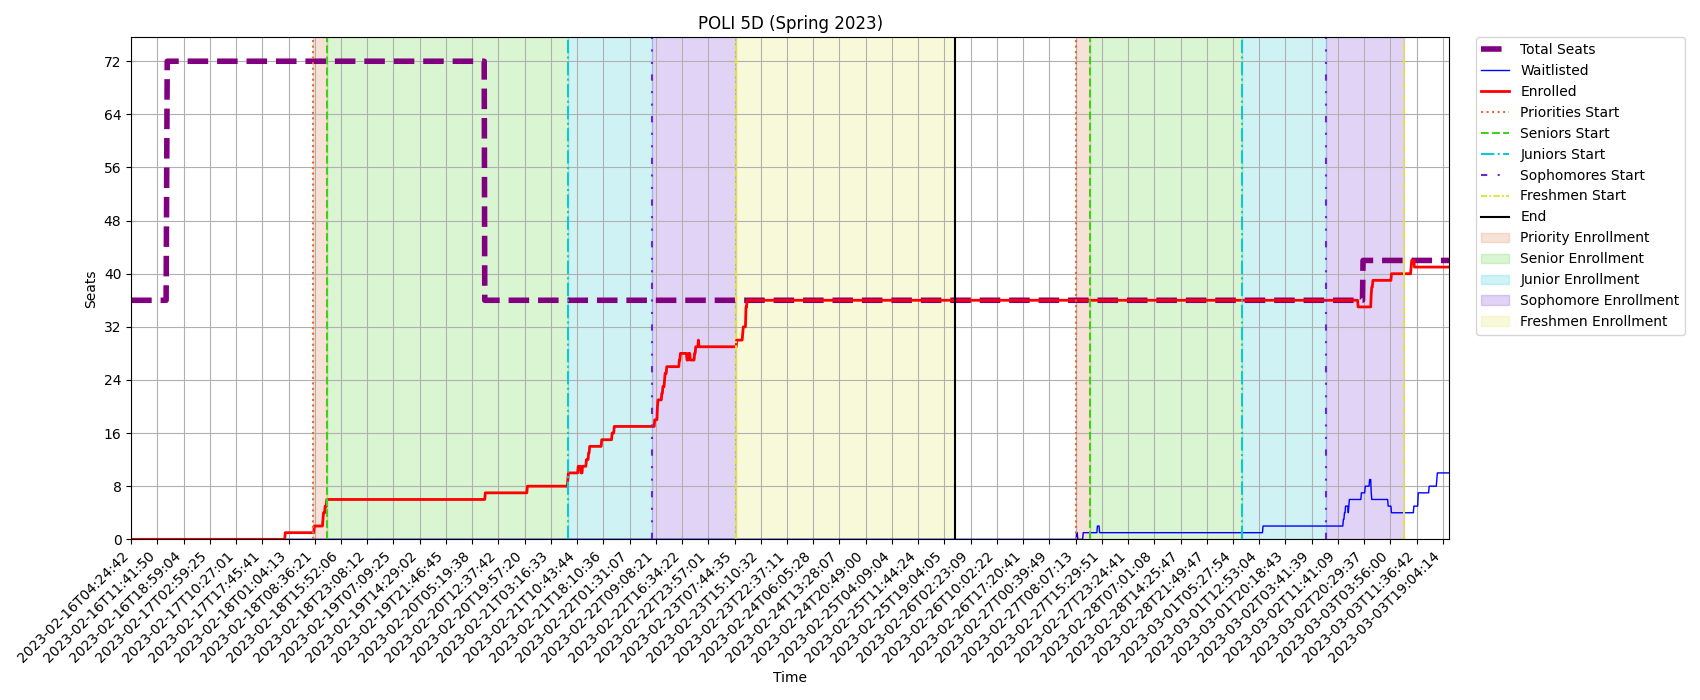 POLI 5D (Spring 2023)
Seats
72
64
56
48
40
32
24
16
8
0
2023-02-16T04:24:42
2023-02-16T11:41:50
2023-02-16T18:59:04
2023-02-17T02:59:25
2023-02-17T10:27:01
2023-02-17T17:45:41
2023-02-18T01:04:13
2023-02-18T08:36:21
2023-02-18T15:52:06
2023-02-18T23:08:12
2023-02-19T07:09:25
2023-02-19T14:29:02
2023-02-19T21:46:45
2023-02-20T05:19:38
2023-02-20T12:37:42
2023-02-20T19:57:20
2023-02-21T03:16:33
2023-02-21T10:43:44
2023-02-21T18:10:36
2023-02-22T01:31:07
2023-02-22T09:08:21
2023-02-22T16:34:22
2023-02-22T23:57:01
2023-02-23T07:44:35
2023-02-23T15:10:32
2023-02-23T22:37:11
2023-02-24T06:05:28
2023-02-24T13:28:07
2023-02-24T20:49:00
2023-02-25T04:09:04
2023-02-25T11:44:24
2023-02-25T19:04:05
2023-02-26T02:23:09
2023-02-26T10:02:22
2023-02-26T17:20:41
2023-02-27T00:39:49
2023-02-27T08:07:13
2023-02-27T15:29:51
2023-02-27T23:24:41
2023-02-28T07:01:08
2023-02-28T14:25:47
2023-02-28T21:49:47
2023-03-01T05:27:54
2023-03-01T12:53:04
2023-03-01T20:18:43
2023-03-02T03:41:39
2023-03-02T11:41:09
2023-03-02T20:29:37
2023-03-03T03:56:00
2023-03-03T11:36:42
2023-03-03T19:04:14
Time
Total Seats
Waitlisted
Enrolled
Priorities Start
Seniors Start
Juniors Start
Sophomores Start
Freshmen Start
End
Priority Enrollment
Senior Enrollment
Junior Enrollment
Sophomore Enrollment
Freshmen Enrollment